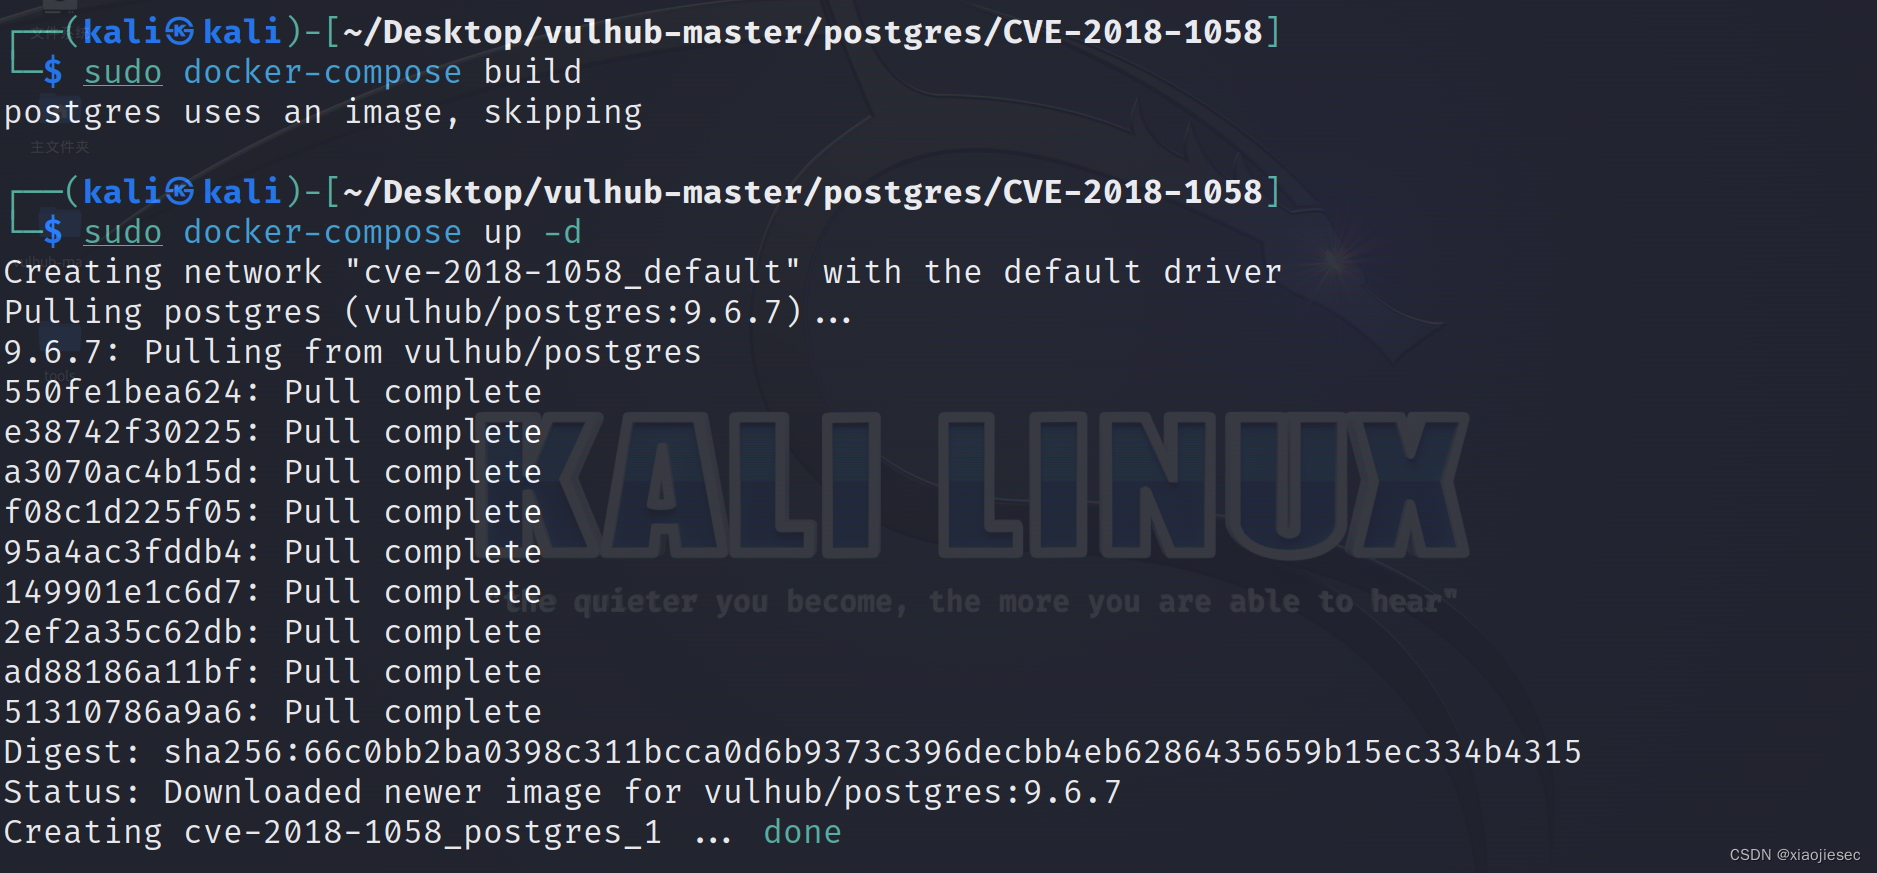 (kali㉿kali)-[~/Desktop/vulhub-master/postgres/CVE-2018-1058]
$ sudo docker-compose build
postgres uses an image, skipping
主文件夹
(kali㉿kali)-[~/Desktop/vulhub-master/postgres/CVE-2018-1058]
$ sudo docker-compose up -d
Creating network "cve-2018-1058_default" with the default driver
Pulling postgres (vulhub/postgres:9.6.7)...
9.6.7: Pulling from vulhub/postgres
tools
550fe1bea624: Pull complete
e38742f30225: Pull complete
a3070ac4b15d: Pull complete
f08c1d225f05: Pull complete
95a4ac3fddb4: Pull complete
149901e1c6d7: Pull complete
2ef2a35c62db: Pull complete
ad88186a11bf: Pull complete
51310786a9a6: Pull complete
KALI LINUX
the quieter you become, the more you are able to hear"
Digest: sha256:66c0bb2ba0398c311bcca0d6b9373c396decbb4eb6286435659b15ec334b4315
Status: Downloaded newer image for vulhub/postgres:9.6.7
Creating cve-2018-1058_postgres_1 ... done
CSDN @xiaojiesec